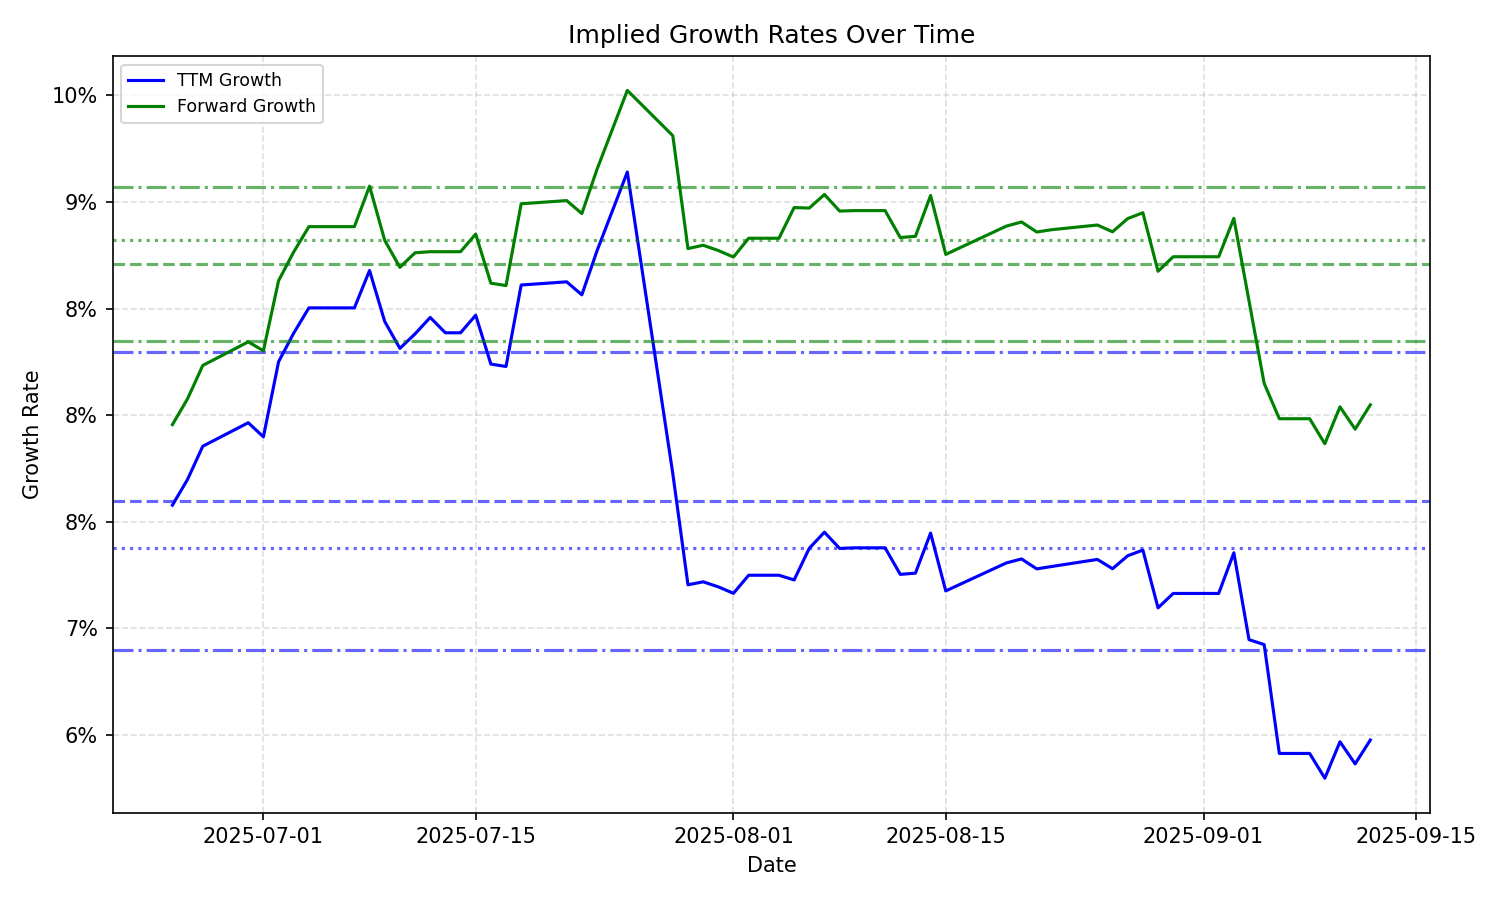 Implied Growth Rates Over Time
TTM Growth
Forward Growth
10%
9%
8%
8%
8%
7%
6%
Growth Rate
2025-07-01
2025-07-15
2025-08-01
2025-08-15
2025-09-01
2025-09-15
Date